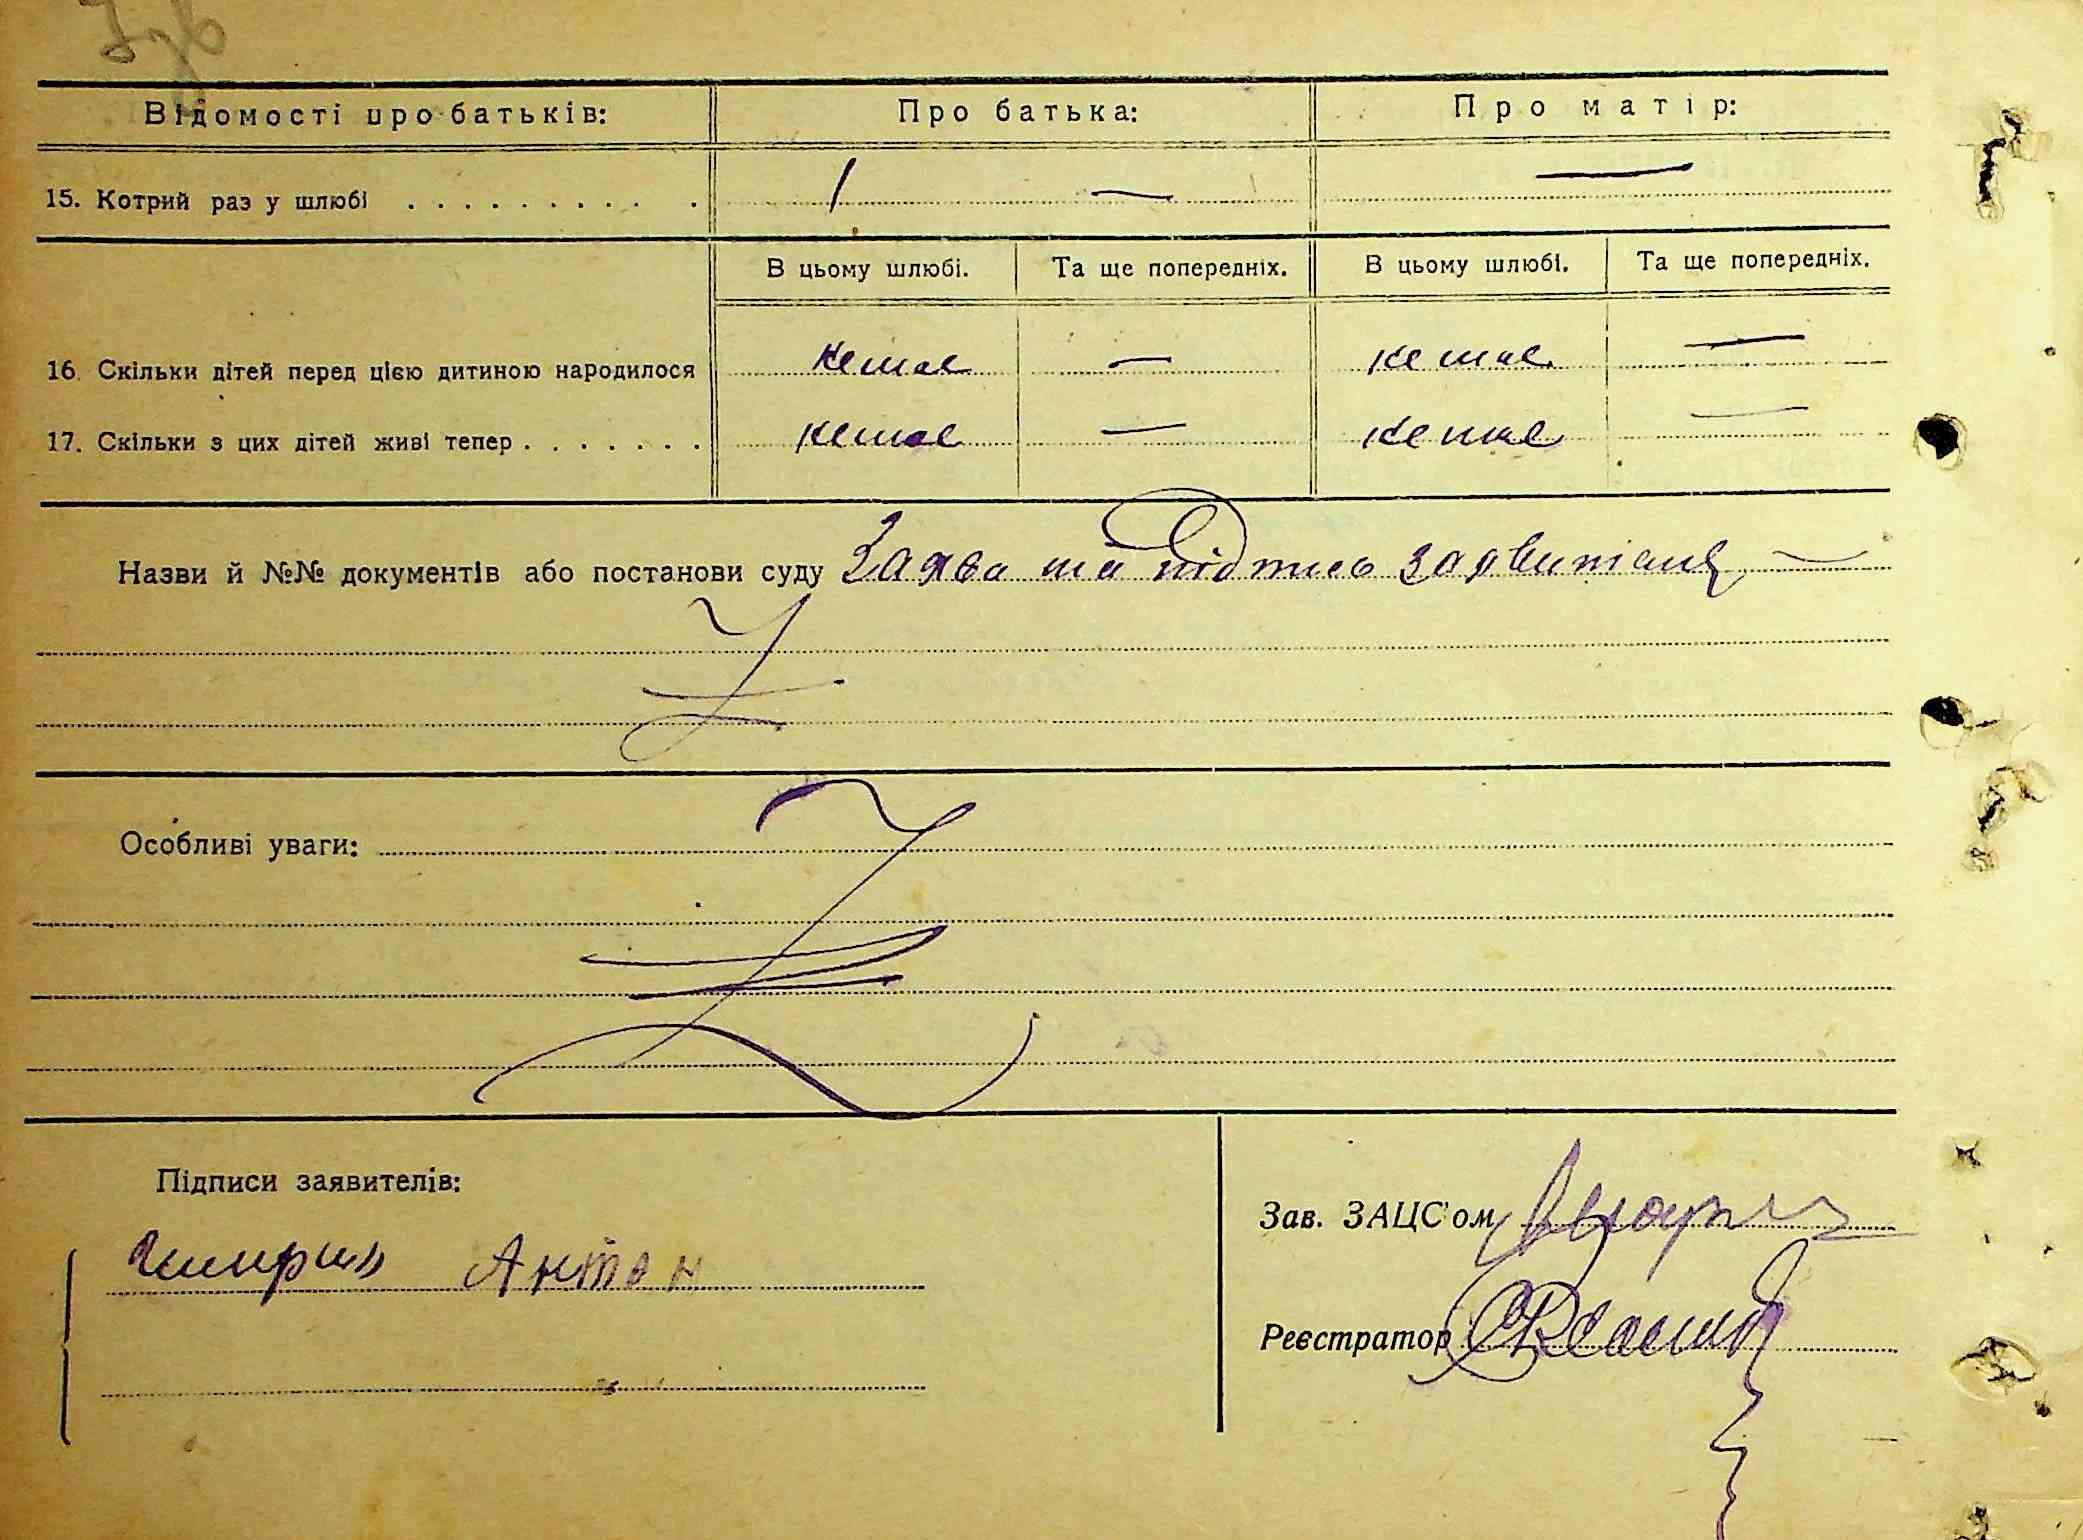 Відомості про батьків: Про батька: Про матір:
15. Котрий раз у шлюбі . . . . . . . . . . 1 — —
В цьому шлюбі. Та ще попередніх. В цьому шлюбі. Та ще попередніх.
16. Скільки дітей перед цією дитиною народилося немає — немає —
17. Скільки з цих дітей живі тепер . . . . . . . немає — немає —
Назви й №№ документів або постанови суду Заява та підпис заявителя —
Особливі уваги:
Підписи заявителів:
Зав. ЗАЦС'ом
Антон
Реєстратор